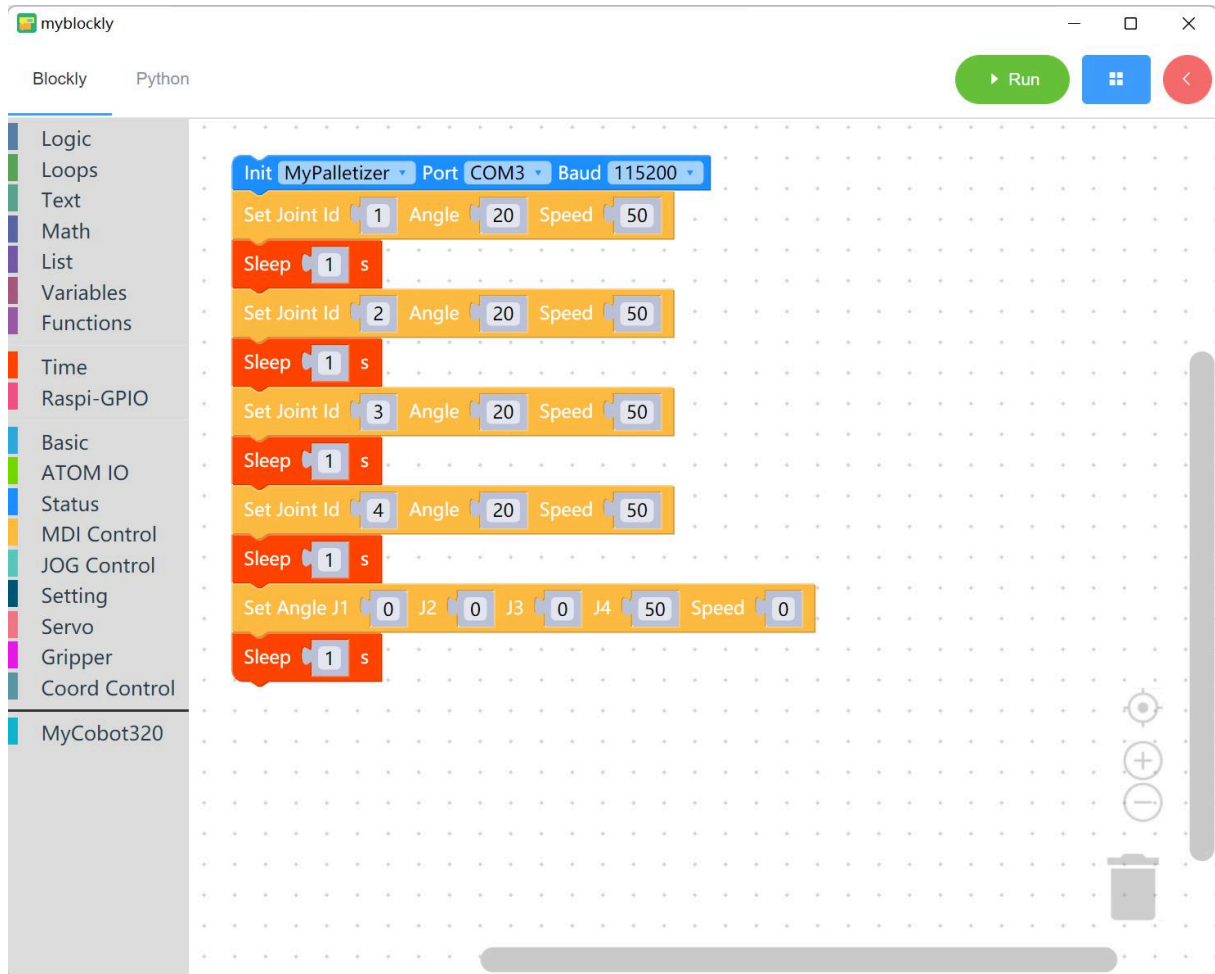 myblockly
Blockly Python Run
Logic
Loops
Text
Math
List
Variables
Functions
Time
Raspi-GPIO
Basic
ATOM IO
Status
MDI Control
JOG Control
Setting
Servo
Gripper
Coord Control
MyCobot320
Init MyPalletizer Port COM3 Baud 115200
Set Joint Id 1 Angle 20 Speed 50
Sleep 1 s
Set Joint Id 2 Angle 20 Speed 50
Sleep 1 s
Set Joint Id 3 Angle 20 Speed 50
Sleep 1 s
Set Joint Id 4 Angle 20 Speed 50
Sleep 1 s
Set Angle J1 0 J2 0 J3 0 J4 50 Speed 0
Sleep 1 s